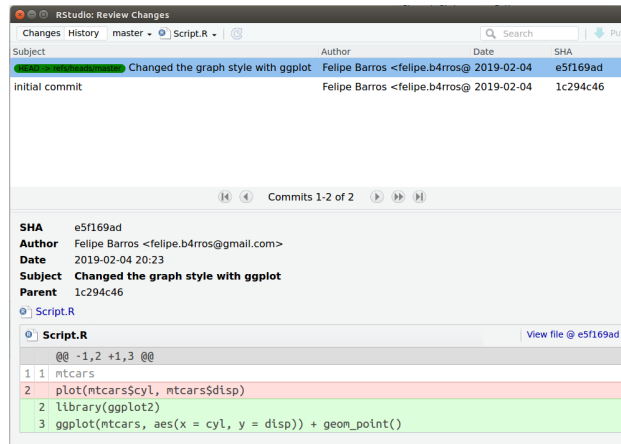 RStudio: Review Changes
Changes History master Script.R Search
Subject Author Date SHA
HEAD -> refs/heads/master Changed the graph style with ggplot Felipe Barros <felipe.b4rros@ 2019-02-04 e5f169ad
initial commit Felipe Barros <felipe.b4rros@ 2019-02-04 1c294c46
Commits 1-2 of 2
SHA e5f169ad
Author Felipe Barros <felipe.b4rros@gmail.com>
Date 2019-02-04 20:23
Subject Changed the graph style with ggplot
Parent 1c294c46
Script.R
Script.R View file @ e5f169ad
@@ -1,2 +1,3 @@
1 1 mtcars
2 plot(mtcars$cyl, mtcars$disp)
2 library(ggplot2)
3 ggplot(mtcars, aes(x = cyl, y = disp)) + geom_point()